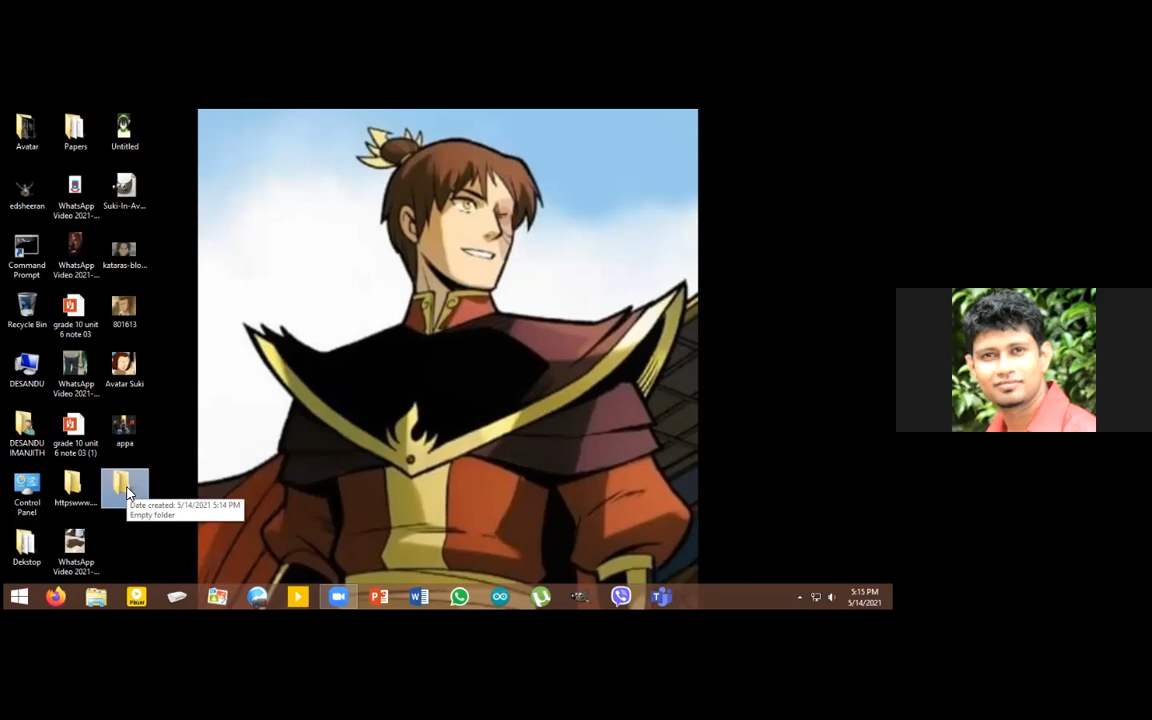 Avatar
Papers
Untitled
edsheeran
WhatsApp
Video 2021-...
Suki-In-Av...
Command
Prompt
WhatsApp
Video 2021-...
kataras-blo...
Recycle Bin
grade 10 unit
6 note 03
801613
DESANDU
WhatsApp
Video 2021-...
Avatar Suki
DESANDU
IMANJITH
grade 10 unit
6 note 03 (1)
appa
Control
Panel
httpswww....
Date created: 5/14/2021 5:14 PM
Empty folder
Dekstop
WhatsApp
Video 2021-...
5:15 PM
5/14/2021